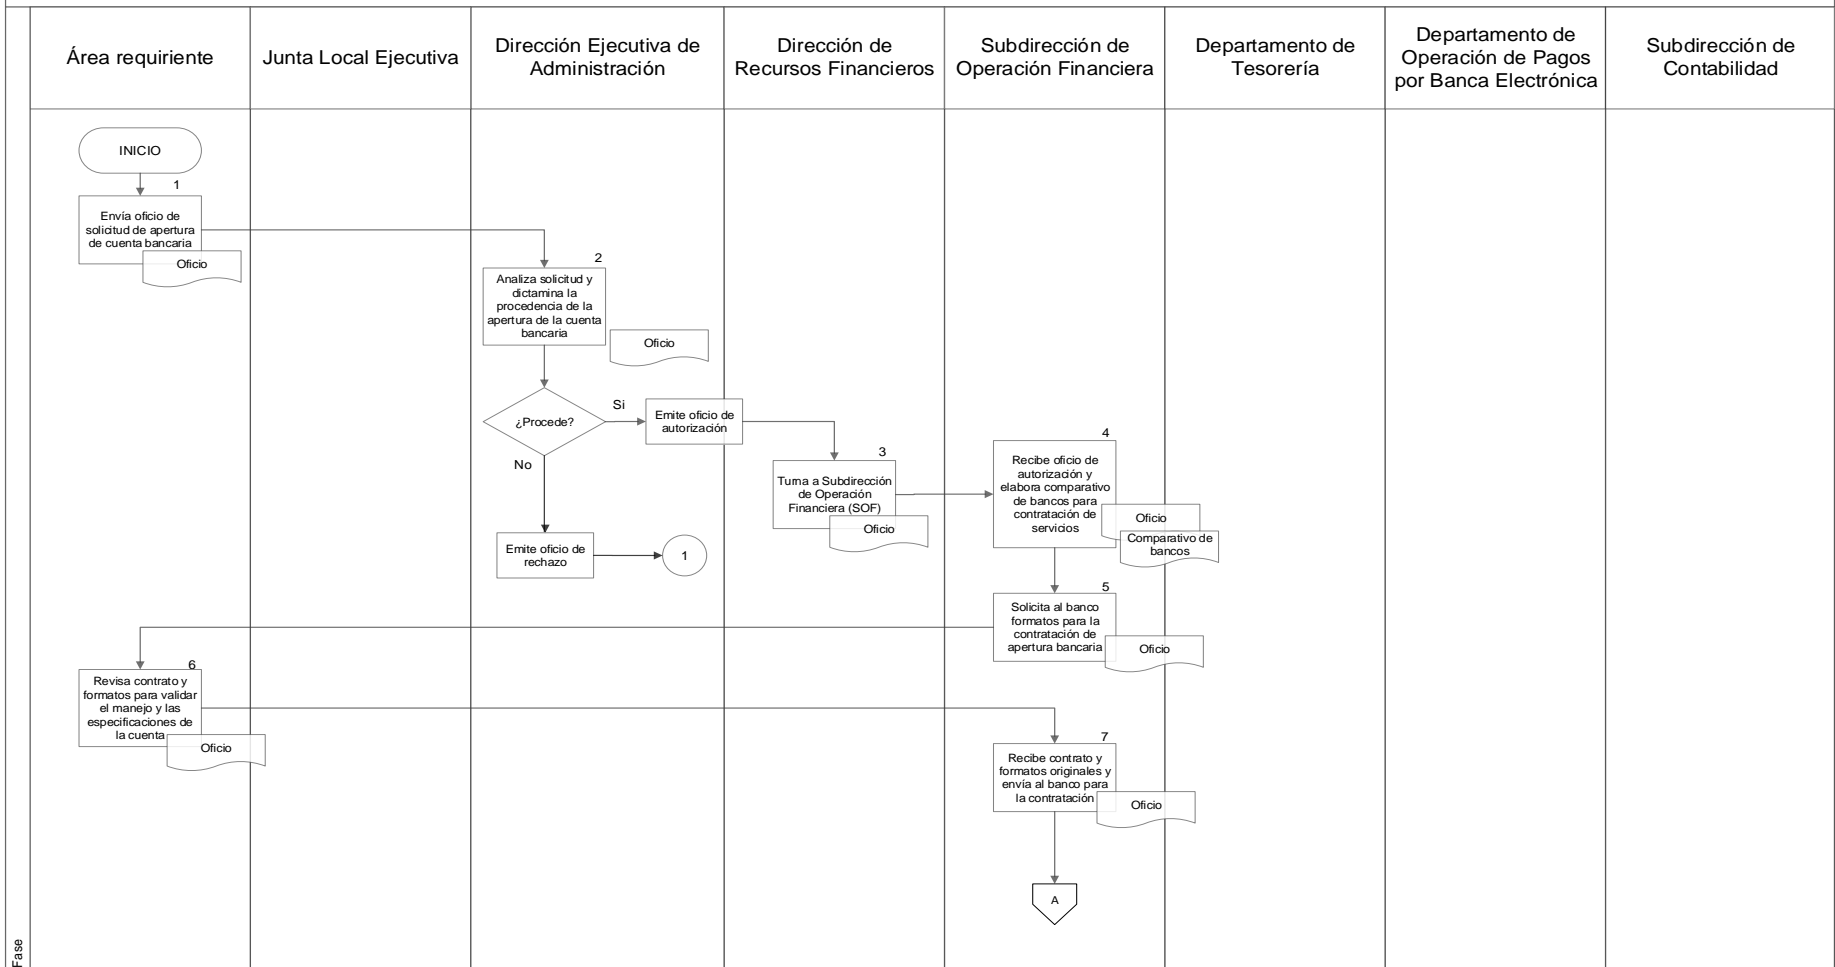 Área requiriente
Junta Local Ejecutiva
Dirección Ejecutiva de
Administración
Dirección de
Recursos Financieros
Subdirección de
Operación Financiera
Departamento de
Tesorería
Departamento de
Operación de Pagos
por Banca Electrónica
Subdirección de
Contabilidad
INICIO
1
Envía oficio de
solicitud de apertura
de cuenta bancaria
Oficio
2
Analiza solicitud y
dictamina la
procedencia de la
apertura de la cuenta
bancaria
Oficio
¿Procede?
Si
Emite oficio de
autorización
No
Emite oficio de
rechazo
1
3
Turna a Subdirección
de Operación
Financiera (SOF)
Oficio
4
Recibe oficio de
autorización y
elabora comparativo
de bancos para
contratación de
servicios
Oficio
Comparativo de
bancos
5
Solicita al banco
formatos para la
contratación de
apertura bancaria
Oficio
6
Revisa contrato y
formatos para validar
el manejo y las
especificaciones de
la cuenta
Oficio
7
Recibe contrato y
formatos originales y
envía al banco para
la contratación
Oficio
A
Fase